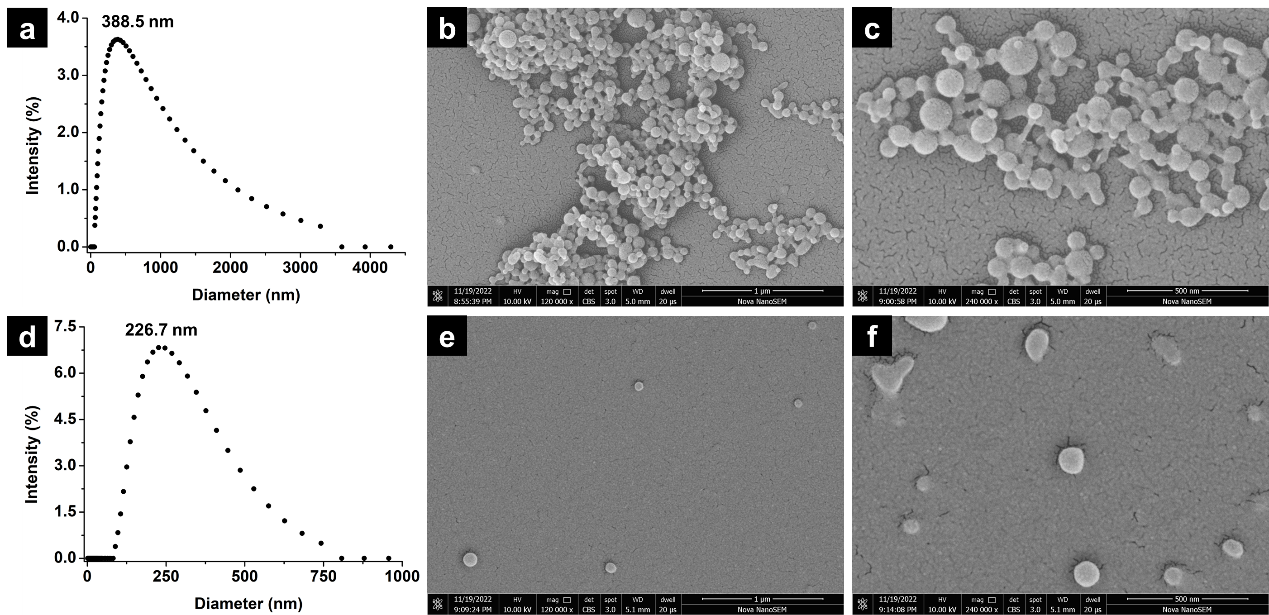 a
388.5 nm
4.0
3.0
2.0
1.0
0.0
Intensity (%)
0 1000 2000 3000 4000
Diameter (nm)
b
11/19/2022 HV mag det spot WD dwell 1 µm
8:55:39 PM 10.00 kV 120 000 x CBS 3.0 5.0 mm 20 µs Nova NanoSEM
c
11/19/2022 HV mag det spot WD dwell 500 nm
9:00:58 PM 10.00 kV 240 000 x CBS 3.0 5.0 mm 20 µs Nova NanoSEM
d
226.7 nm
7.5
6.0
4.5
3.0
1.5
0.0
Intensity (%)
0 250 500 750 1000
Diameter (nm)
e
11/19/2022 HV mag det spot WD dwell 1 µm
9:09:24 PM 10.00 kV 120 000 x CBS 3.0 5.1 mm 20 µs Nova NanoSEM
f
11/19/2022 HV mag det spot WD dwell 500 nm
9:14:08 PM 10.00 kV 240 000 x CBS 3.0 5.1 mm 20 µs Nova NanoSEM